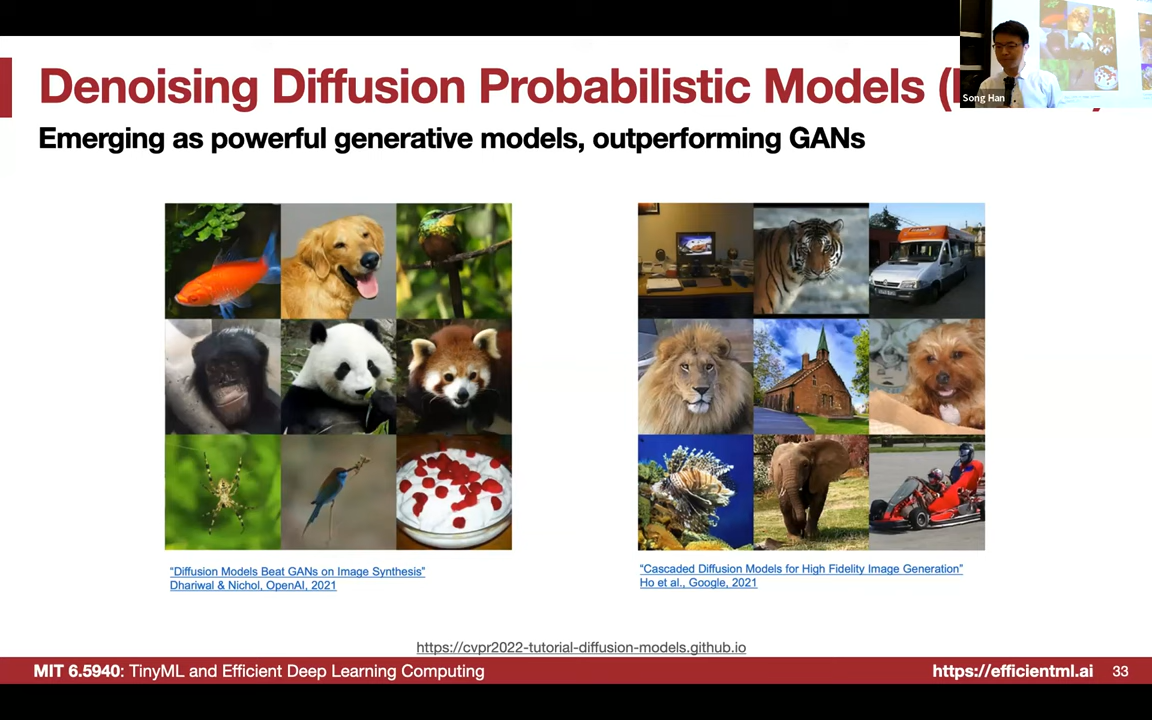 Denoising Diffusion Probabilistic Models (
Song Han
Emerging as powerful generative models, outperforming GANs
"Diffusion Models Beat GANs on Image Synthesis"
Dhariwal & Nichol, OpenAI, 2021
"Cascaded Diffusion Models for High Fidelity Image Generation"
Ho et al., Google, 2021
https://cvpr2022-tutorial-diffusion-models.github.io
MIT 6.5940: TinyML and Efficient Deep Learning Computing
https://efficientml.ai
33